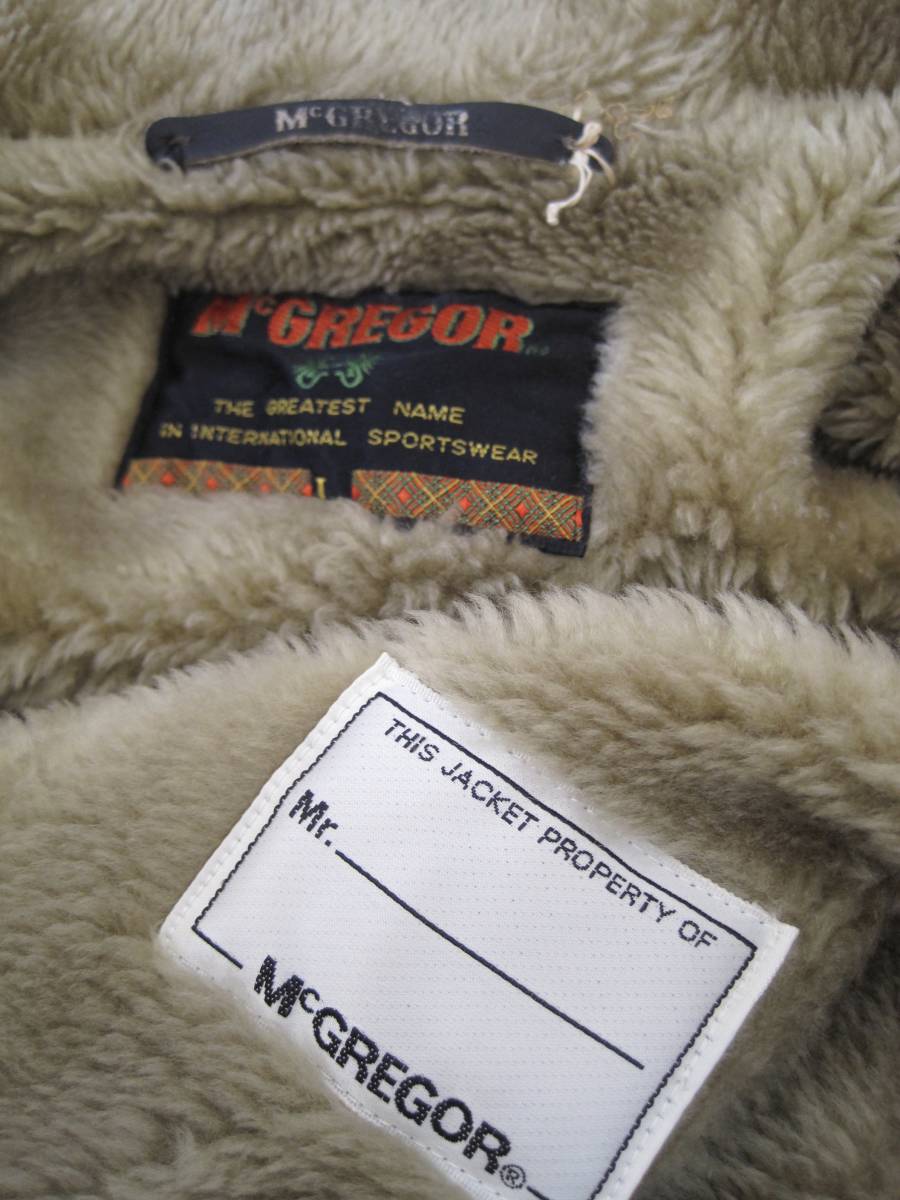 McGREGOR
McGREGOR
THE GREATEST NAME
IN INTERNATIONAL SPORTSWEAR
THIS JACKET PROPERTY OF
Mr.
McGREGOR®